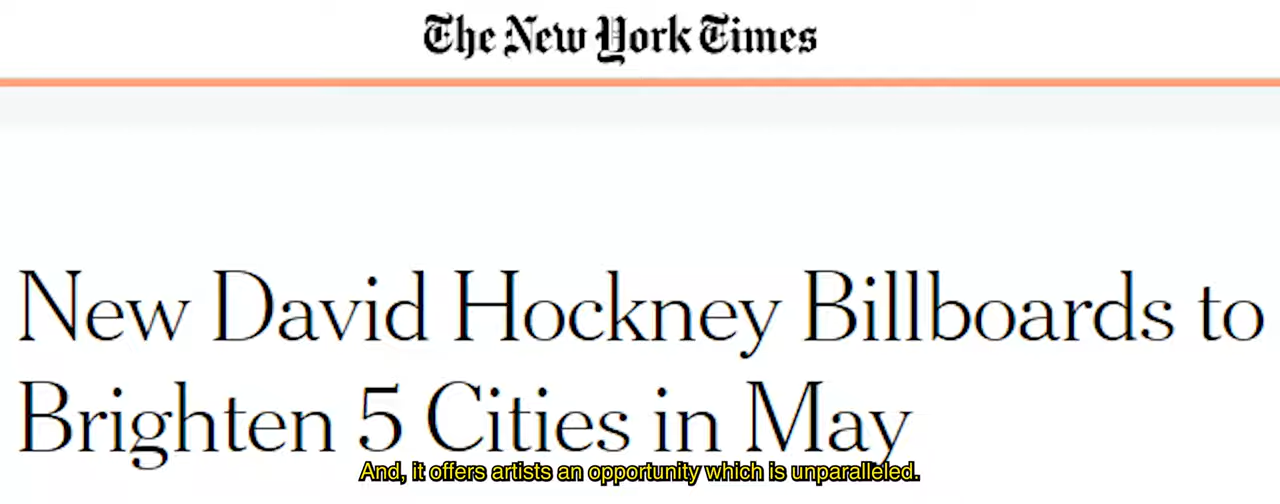 The New York Times
New David Hockney Billboards to
Brighten 5 Cities in May
And, it offers artists an opportunity which is unparalleled.